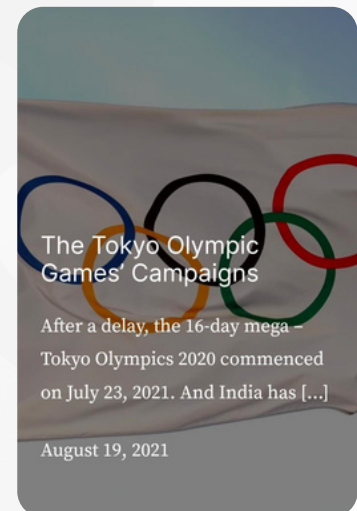 The Tokyo Olympic
Games’ Campaigns
After a delay, the 16-day mega –
Tokyo Olympics 2020 commenced
on July 23, 2021. And India has [...]
August 19, 2021